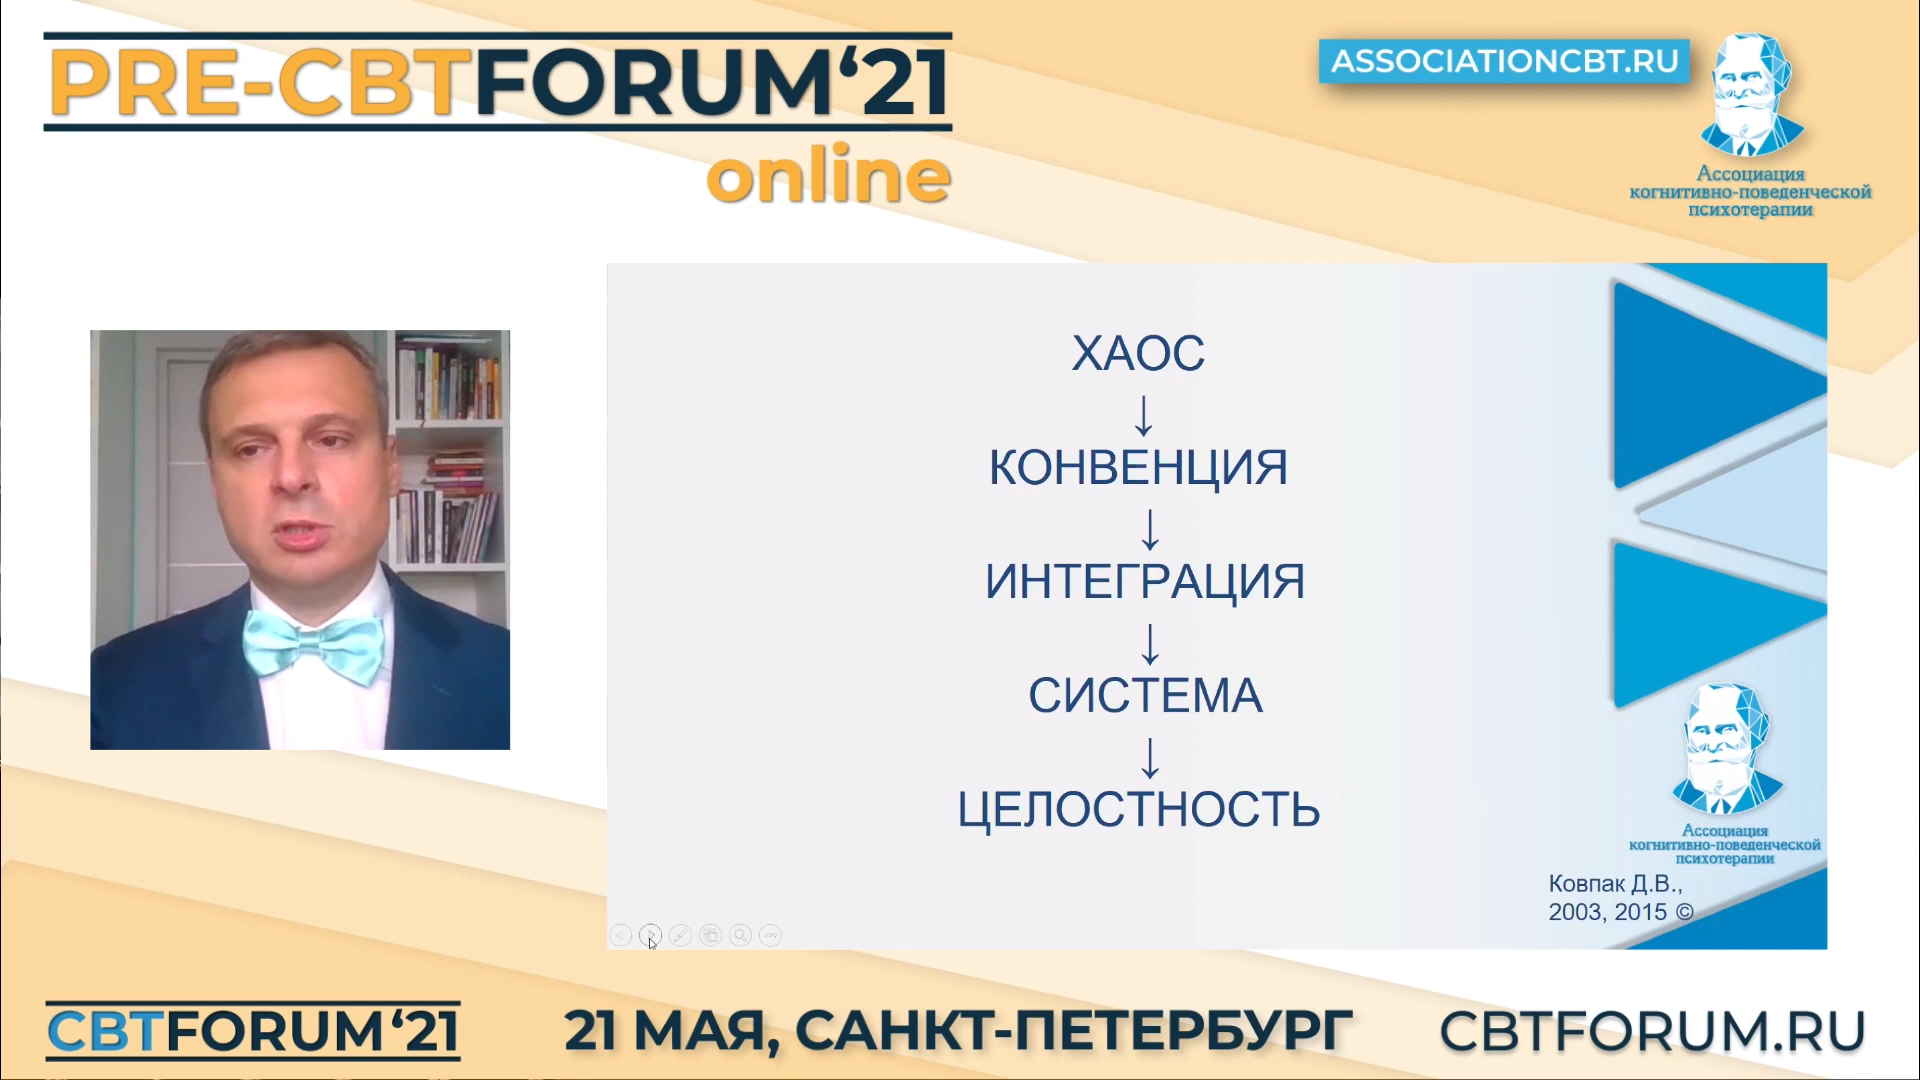 PRE-CBTFORUM‘21
online
ASSOCIATIONCBT.RU
Ассоциация
когнитивно-поведенческой
психотерапии
ХАОС
↓
КОНВЕНЦИЯ
↓
ИНТЕГРАЦИЯ
↓
СИСТЕМА
↓
ЦЕЛОСТНОСТЬ
Ассоциация
когнитивно-поведенческой
психотерапии
Ковпак Д.В.,
2003, 2015 ©
CBTFORUM‘21
21 МАЯ, САНКТ-ПЕТЕРБУРГ
CBTFORUM.RU